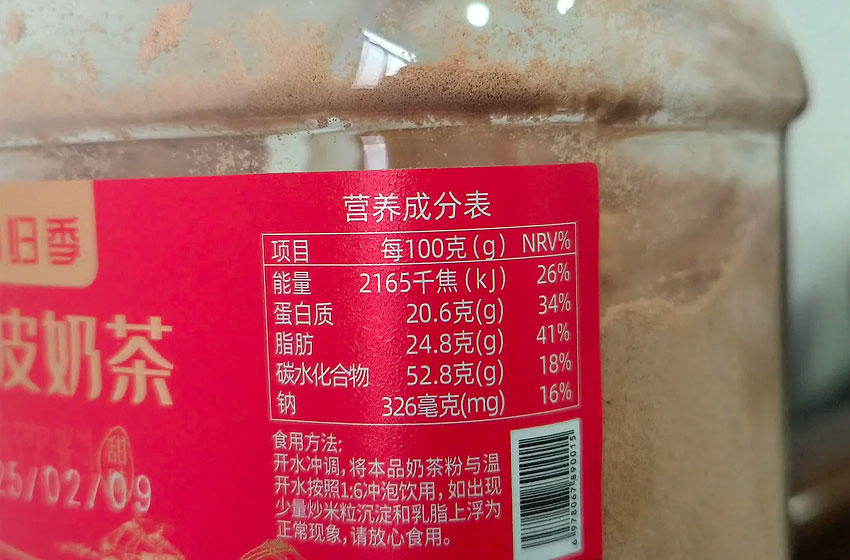 归季
皮奶茶
甜
25/02/09
营养成分表
项目 每100克(g) NRV%
能量 2165千焦(kJ) 26%
蛋白质 20.6克(g) 34%
脂肪 24.8克(g) 41%
碳水化合物 52.8克(g) 18%
钠 326毫克(mg) 16%
食用方法:
开水冲调,将本品奶茶粉与温
开水按照1:6冲泡饮用,如出现
少量炒米粒沉淀和乳脂上浮为
正常现象,请放心食用。
6 978067 890015